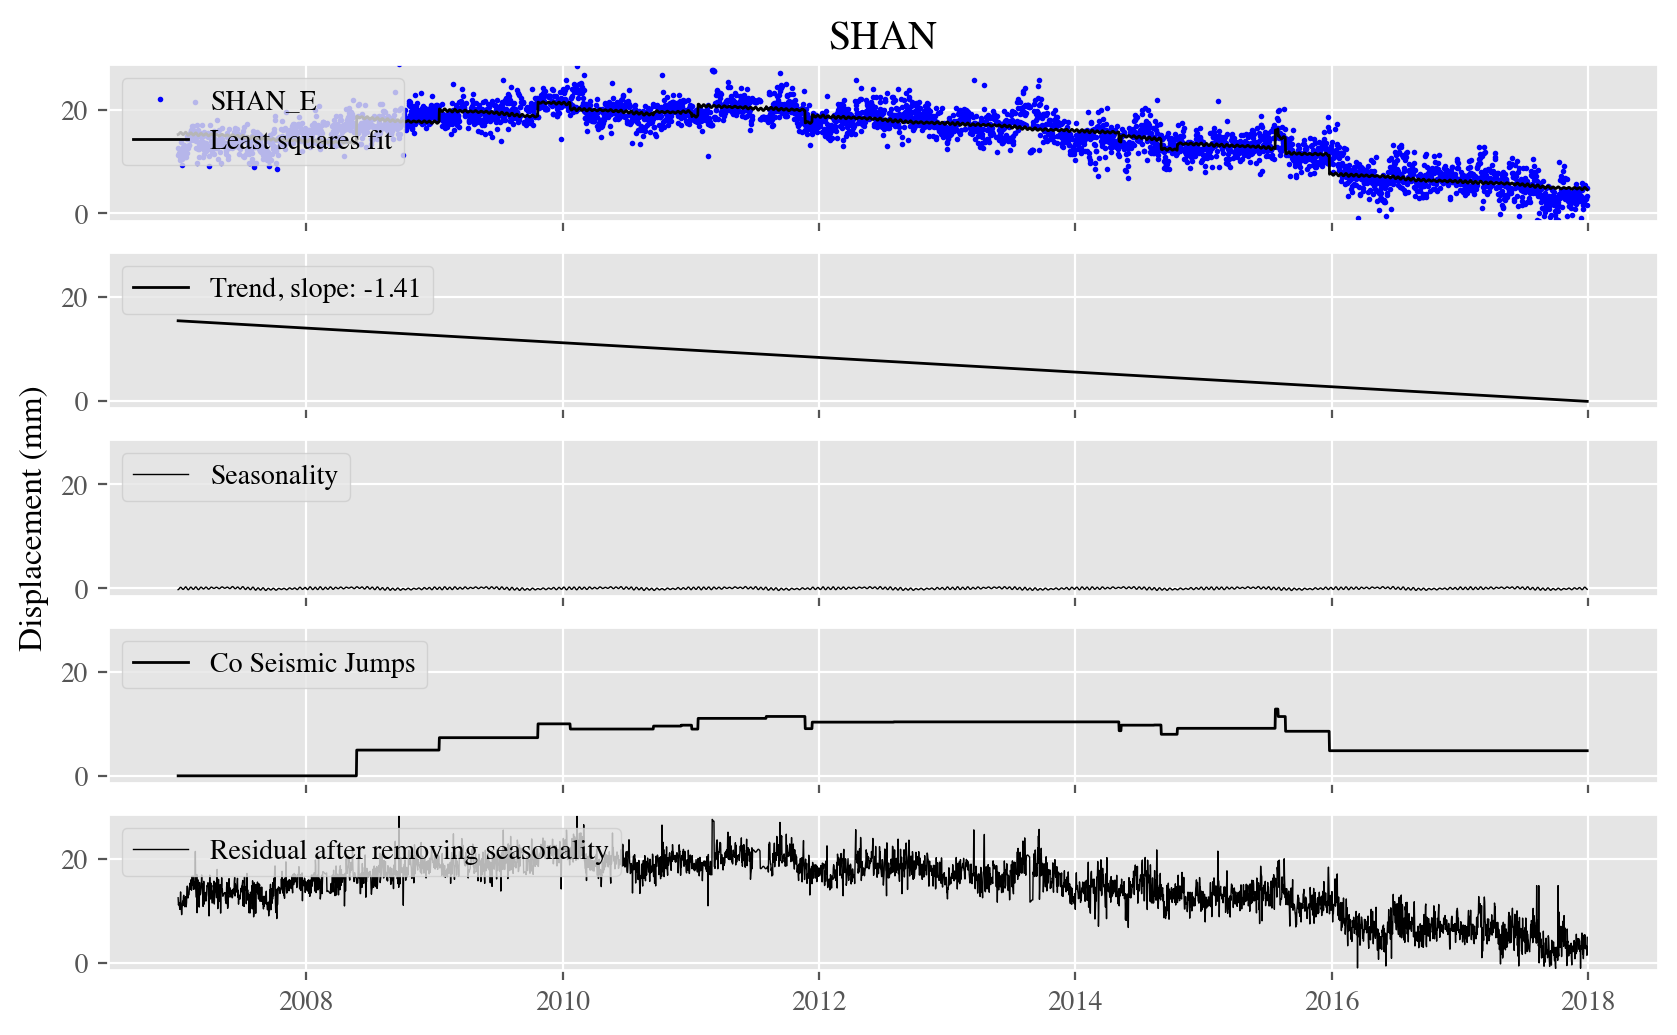 SHAN
SHAN_E
Least squares fit
20
0
Trend, slope: -1.41
20
0
Displacement (mm)
Seasonality
20
0
Co Seismic Jumps
20
0
Residual after removing seasonality
20
0
2008 2010 2012 2014 2016 2018